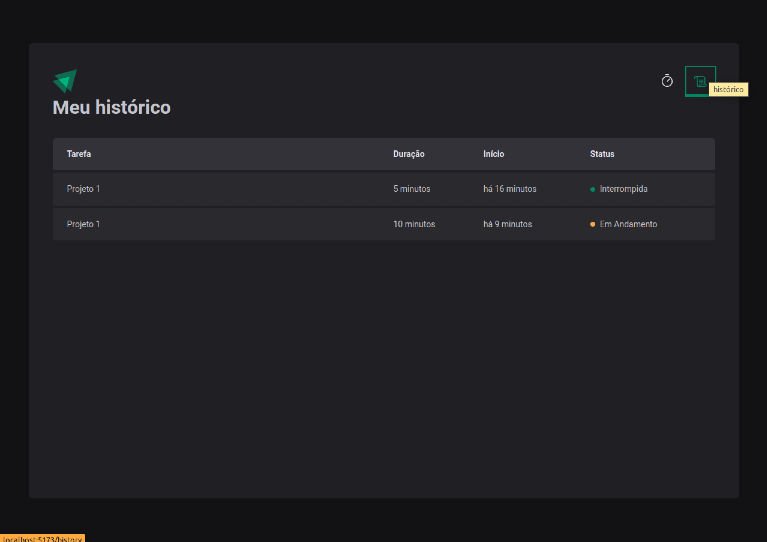 Meu histórico
histórico
Tarefa Duração Início Status
Projeto 1 5 minutos há 16 minutos Interrompida
Projeto 1 10 minutos há 9 minutos Em Andamento
localhost:5173/history